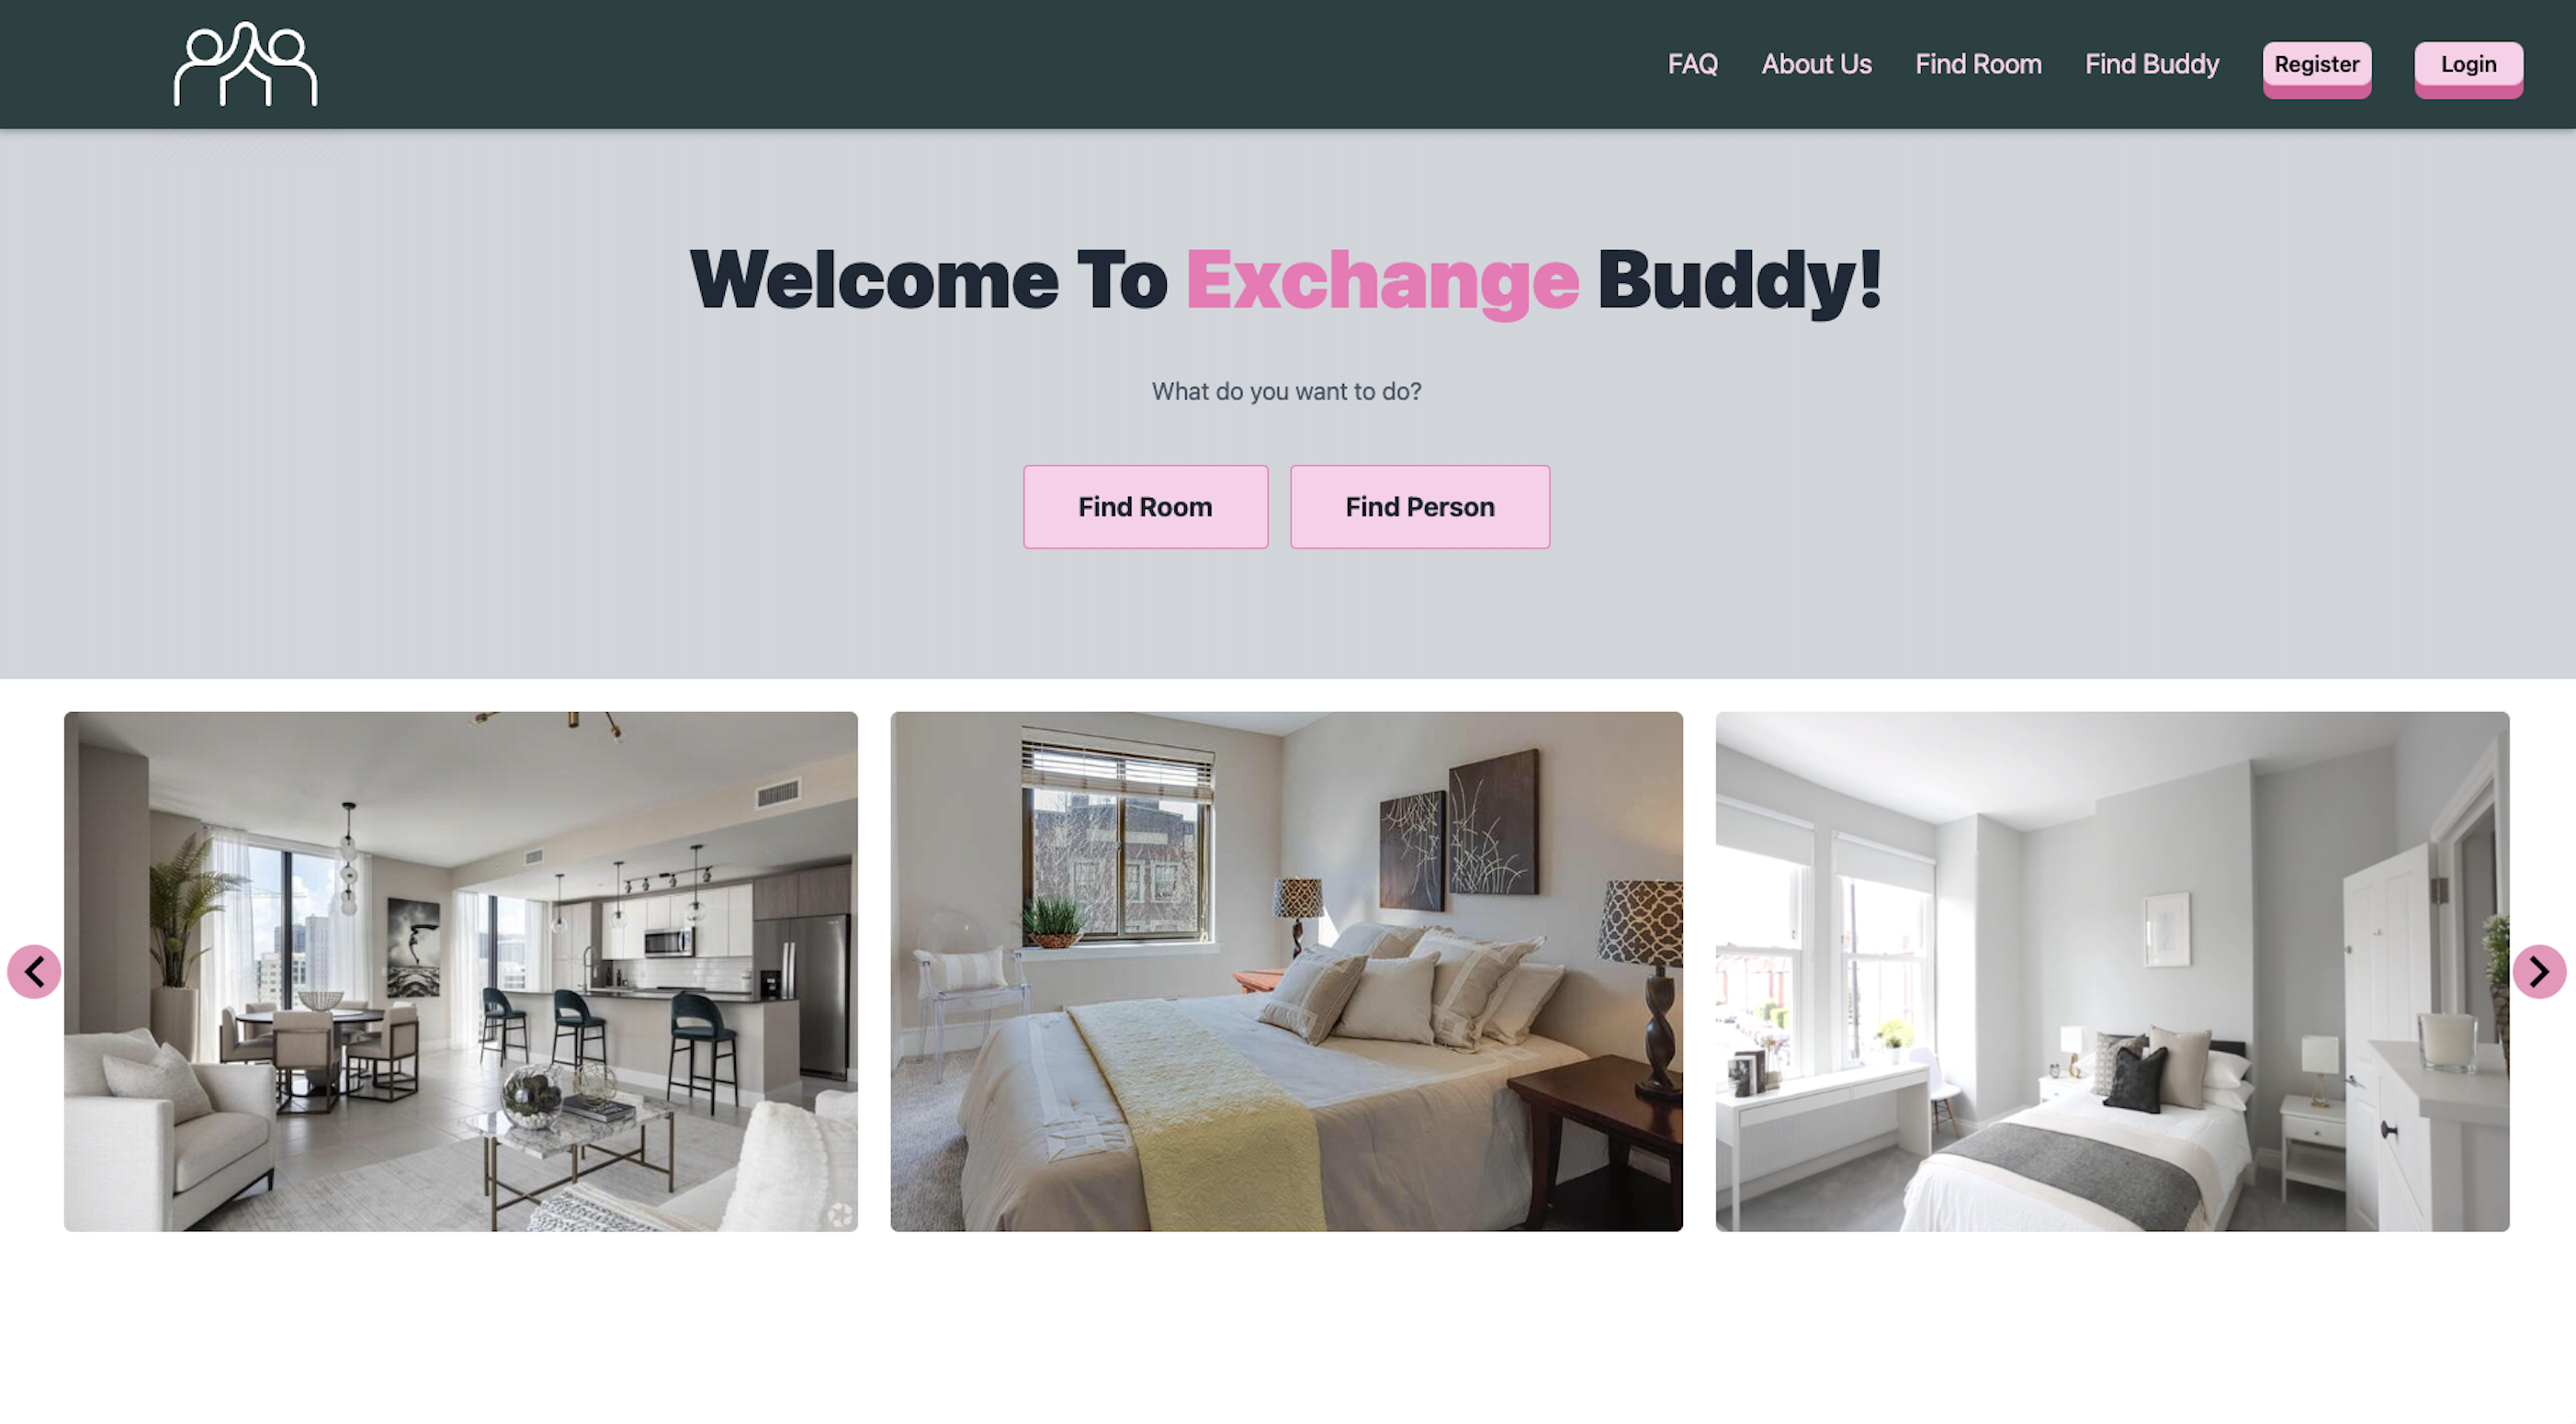 FAQ About Us Find Room Find Buddy Register Login
Welcome To Exchange Buddy!
What do you want to do?
Find Room Find Person